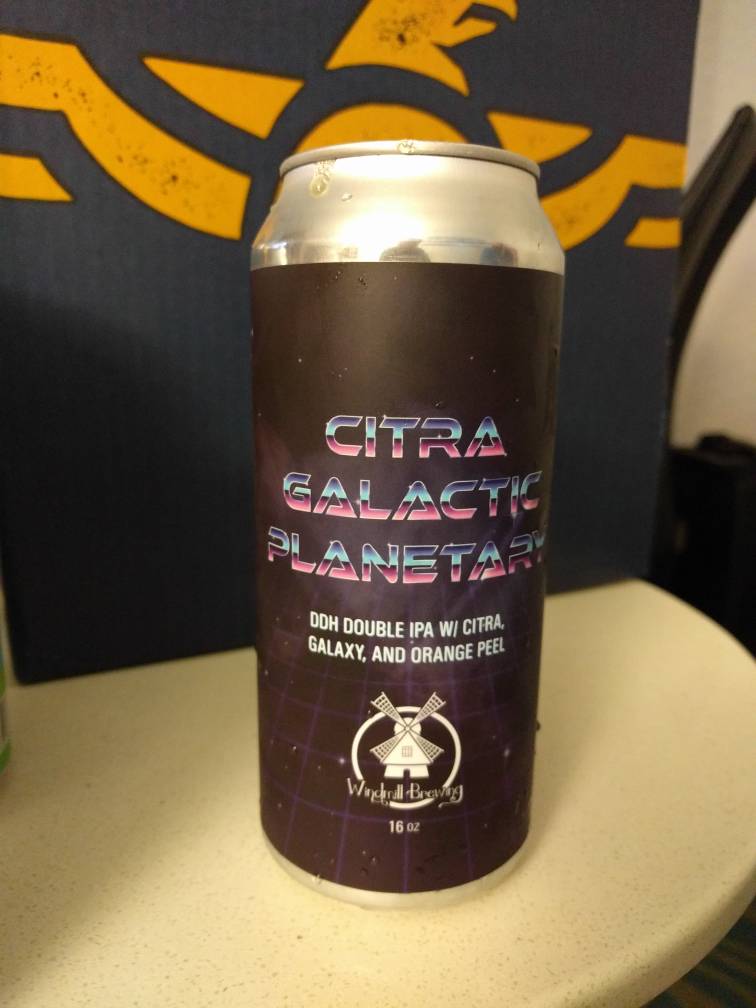 CITRA
GALACTIC
PLANETARY
DDH DOUBLE IPA W/ CITRA,
GALAXY, AND ORANGE PEEL
Windmill Brewing
16 OZ